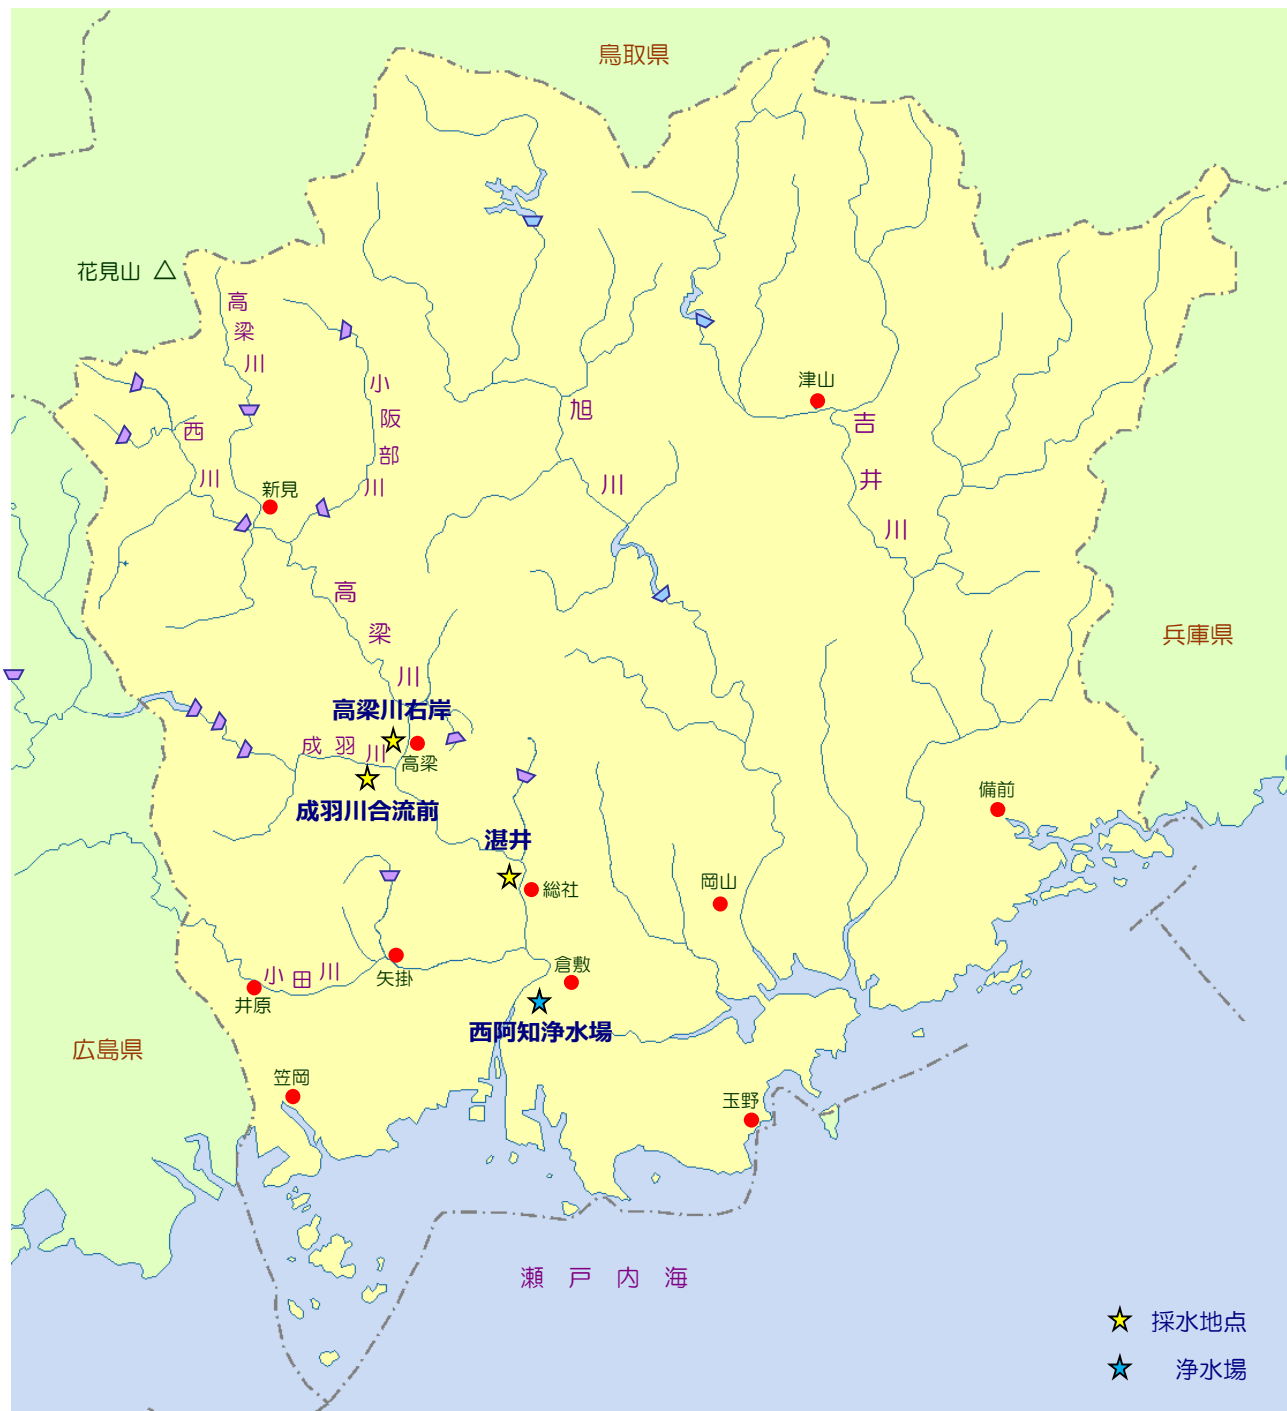 鳥取県
花見山
高梁川
小阪部川
西川
新見
旭川
津山
吉井川
高梁川
兵庫県
高梁川右岸
成羽川
高梁
成羽川合流前
備前
湛井
総社
岡山
矢掛
小田川
井原
倉敷
西阿知浄水場
広島県
笠岡
玉野
瀬戸内海
採水地点
浄水場